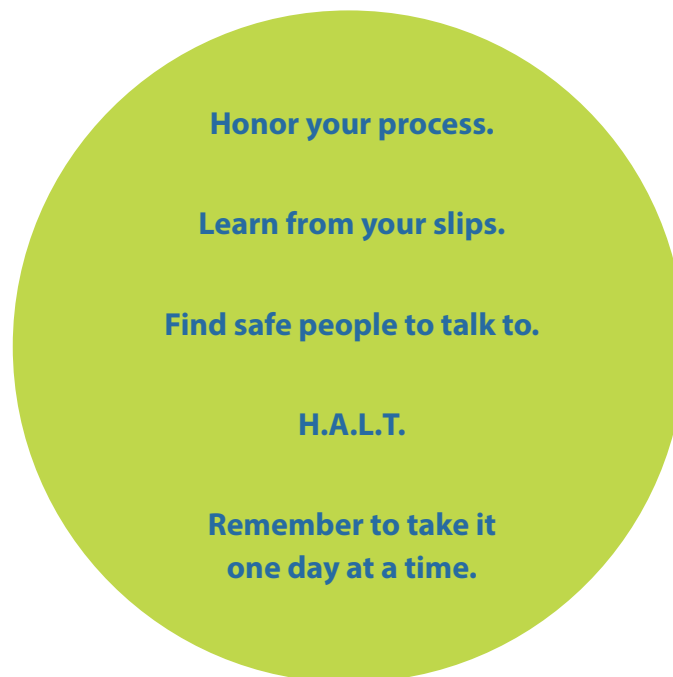 Honor your process.
Learn from your slips.
Find safe people to talk to.
H.A.L.T.
Remember to take it
one day at a time.